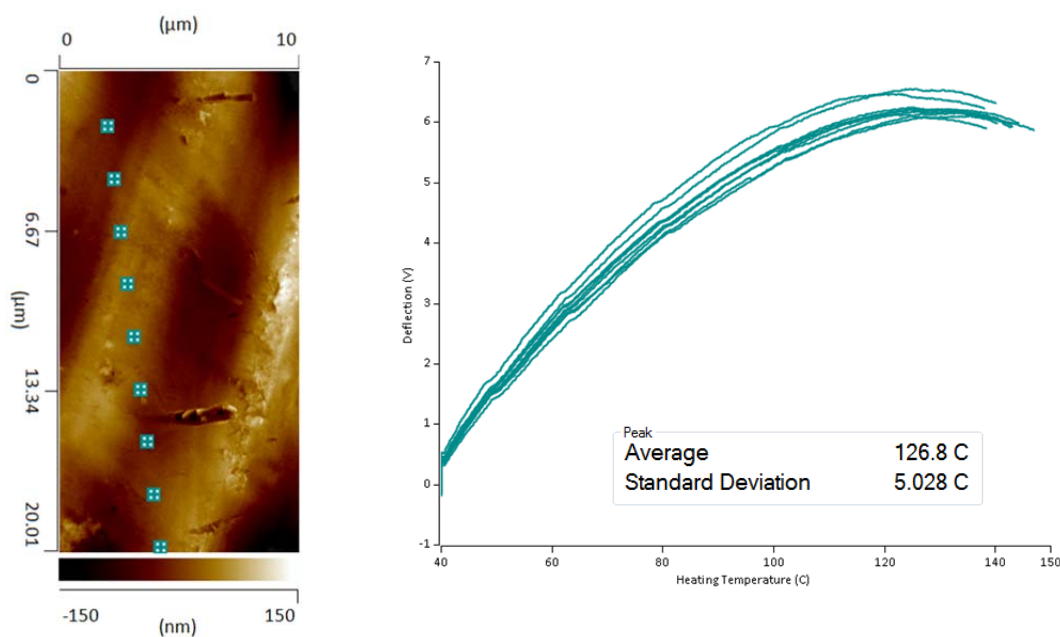 (μm)
0 10
0
6.67
13.34
20.01
(μm)
-150 150
(nm)
7
6
5
4
3
2
1
0
-1
Deflection (V)
40 60 80 100 120 140 150
Heating Temperature (C)
Peak
Average 126.8 C
Standard Deviation 5.028 C